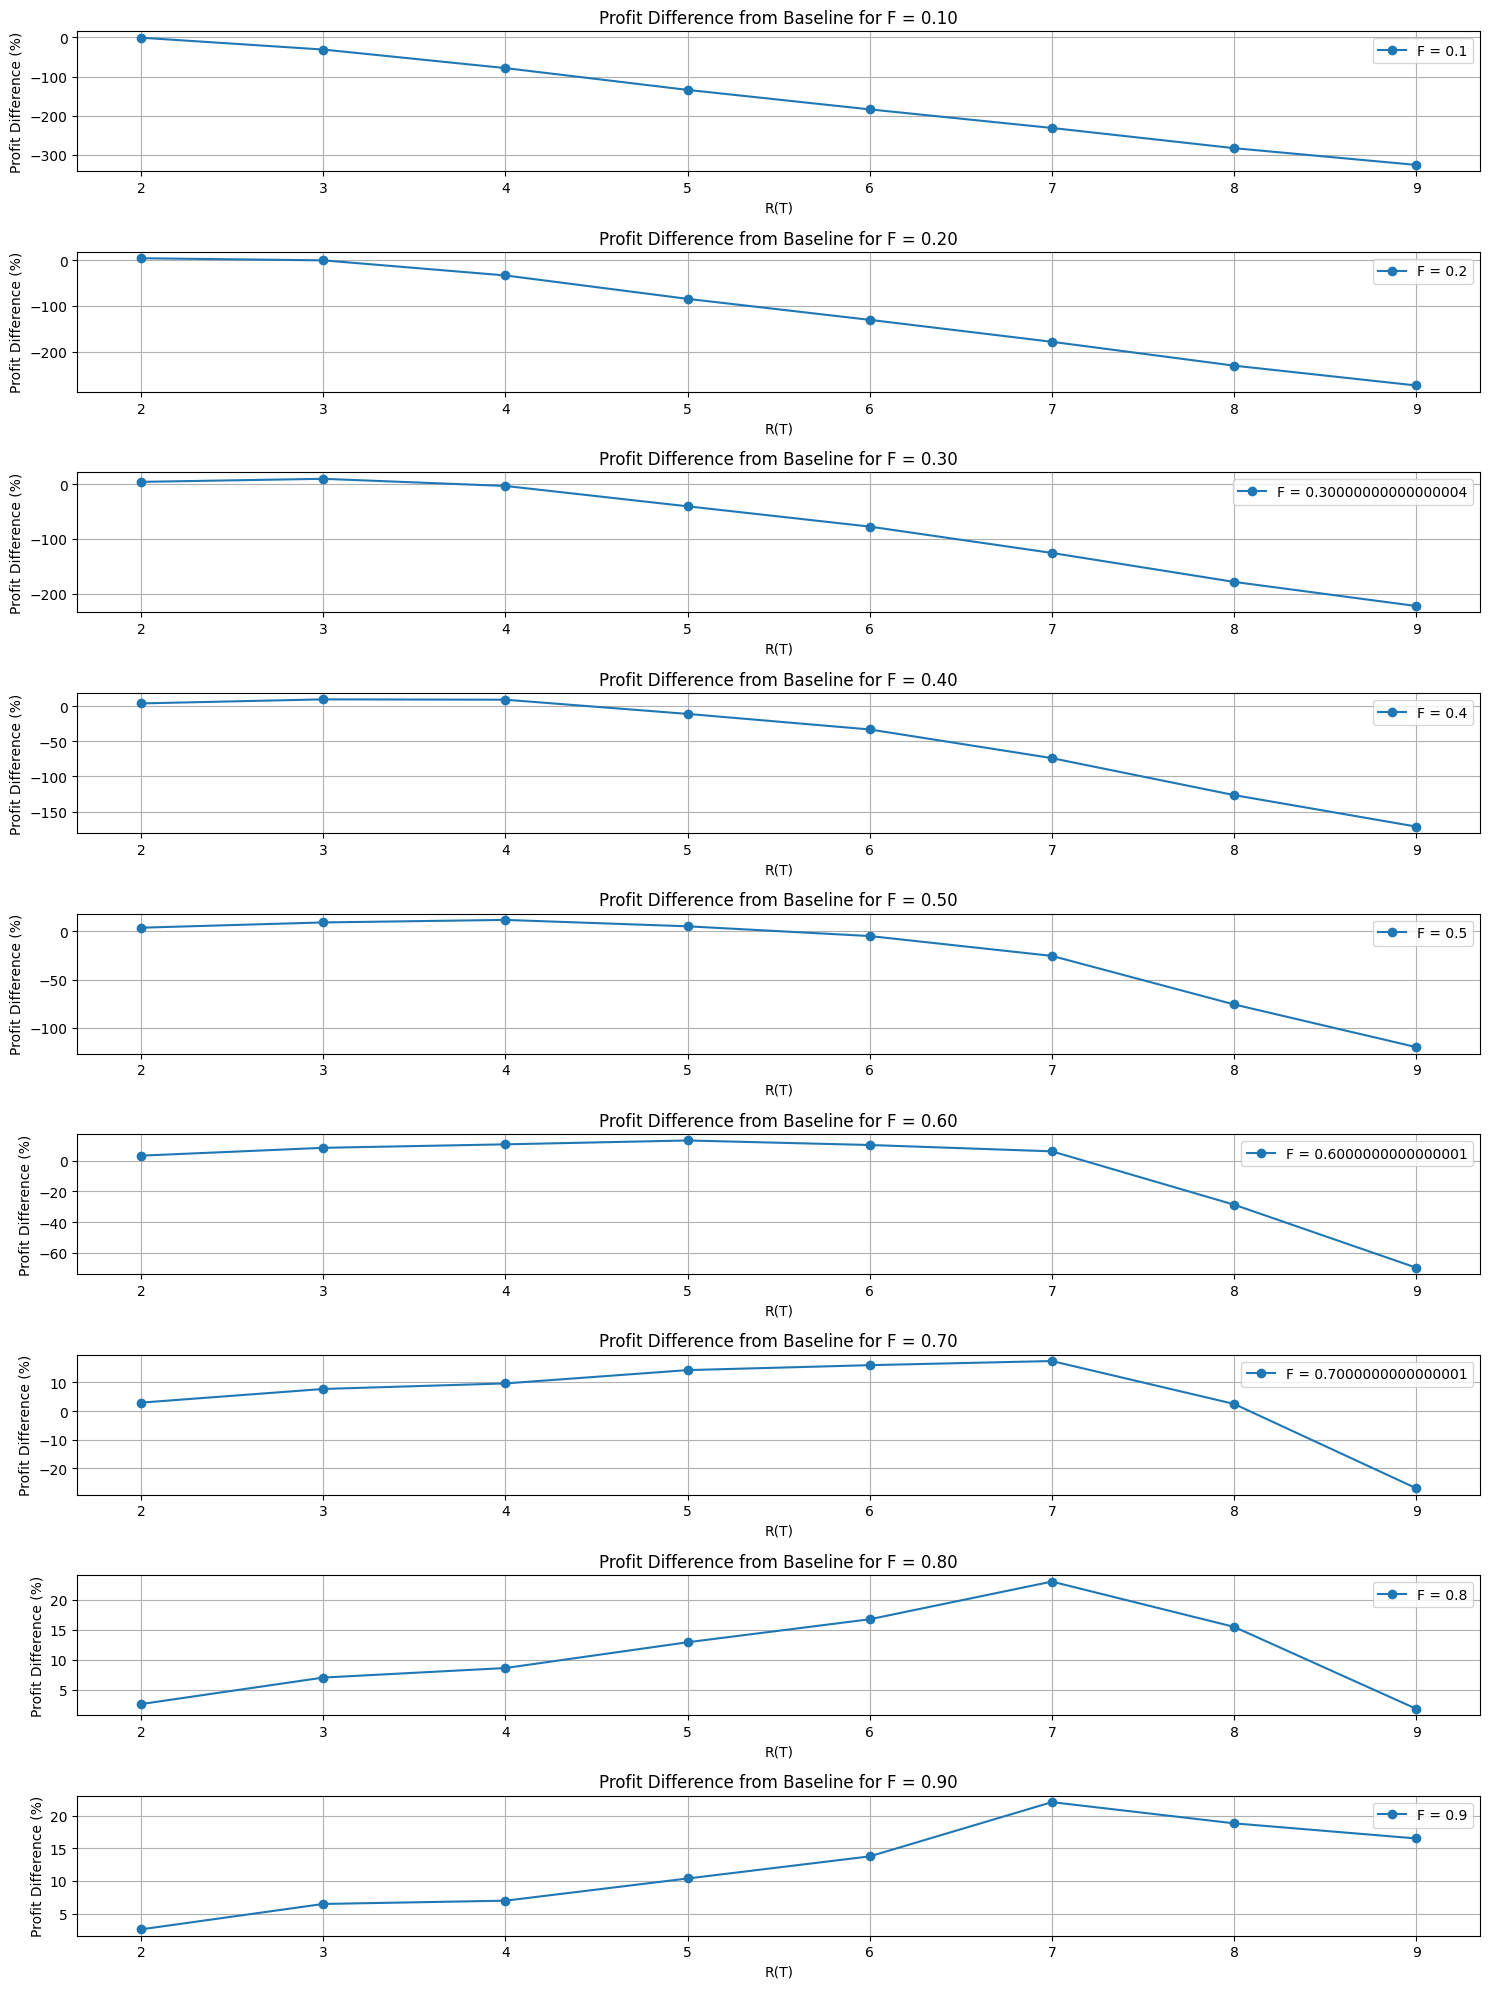 Profit Difference from Baseline for F = 0.10
Profit Difference (%)
0
−100
−200
−300
F = 0.1
2 3 4 5 6 7 8 9
R(T)
Profit Difference from Baseline for F = 0.20
Profit Difference (%)
0
−100
−200
F = 0.2
2 3 4 5 6 7 8 9
R(T)
Profit Difference from Baseline for F = 0.30
Profit Difference (%)
0
−100
−200
F = 0.30000000000000004
2 3 4 5 6 7 8 9
R(T)
Profit Difference from Baseline for F = 0.40
Profit Difference (%)
0
−50
−100
−150
F = 0.4
2 3 4 5 6 7 8 9
R(T)
Profit Difference from Baseline for F = 0.50
Profit Difference (%)
0
−50
−100
F = 0.5
2 3 4 5 6 7 8 9
R(T)
Profit Difference from Baseline for F = 0.60
Profit Difference (%)
0
−20
−40
−60
F = 0.6000000000000001
2 3 4 5 6 7 8 9
R(T)
Profit Difference from Baseline for F = 0.70
Profit Difference (%)
10
0
−10
−20
F = 0.7000000000000001
2 3 4 5 6 7 8 9
R(T)
Profit Difference from Baseline for F = 0.80
Profit Difference (%)
20
15
10
5
F = 0.8
2 3 4 5 6 7 8 9
R(T)
Profit Difference from Baseline for F = 0.90
Profit Difference (%)
20
15
10
5
F = 0.9
2 3 4 5 6 7 8 9
R(T)